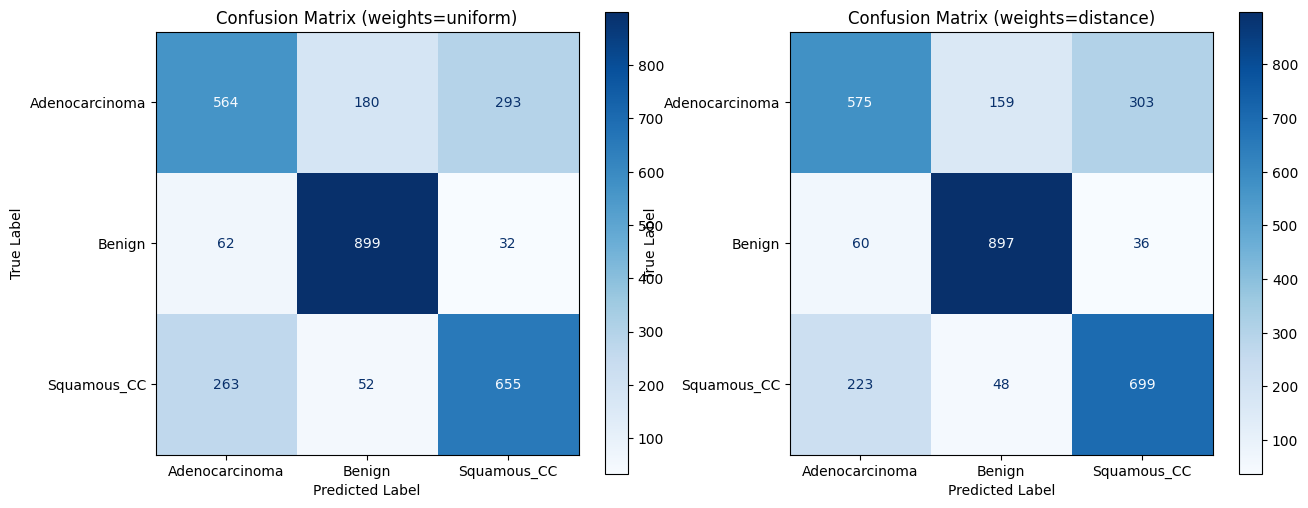 Confusion Matrix (weights=uniform)
True Label
Adenocarcinoma
564 180 293
Benign
62 899 32
Squamous_CC
263 52 655
Adenocarcinoma Benign Squamous_CC
Predicted Label
800
700
600
500
400
300
200
100
Confusion Matrix (weights=distance)
True Label
Adenocarcinoma
575 159 303
Benign
60 897 36
Squamous_CC
223 48 699
Adenocarcinoma Benign Squamous_CC
Predicted Label
800
700
600
500
400
300
200
100